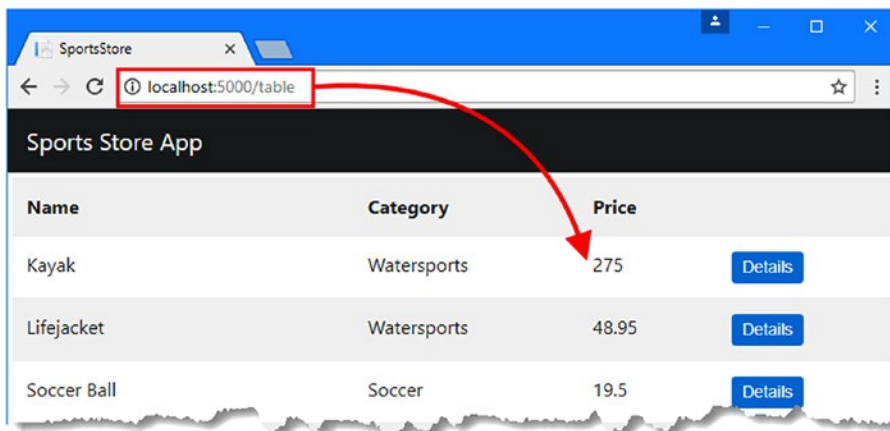 SportsStore
localhost:5000/table
Sports Store App
Name Category Price
Kayak Watersports 275 Details
Lifejacket Watersports 48.95 Details
Soccer Ball Soccer 19.5 Details